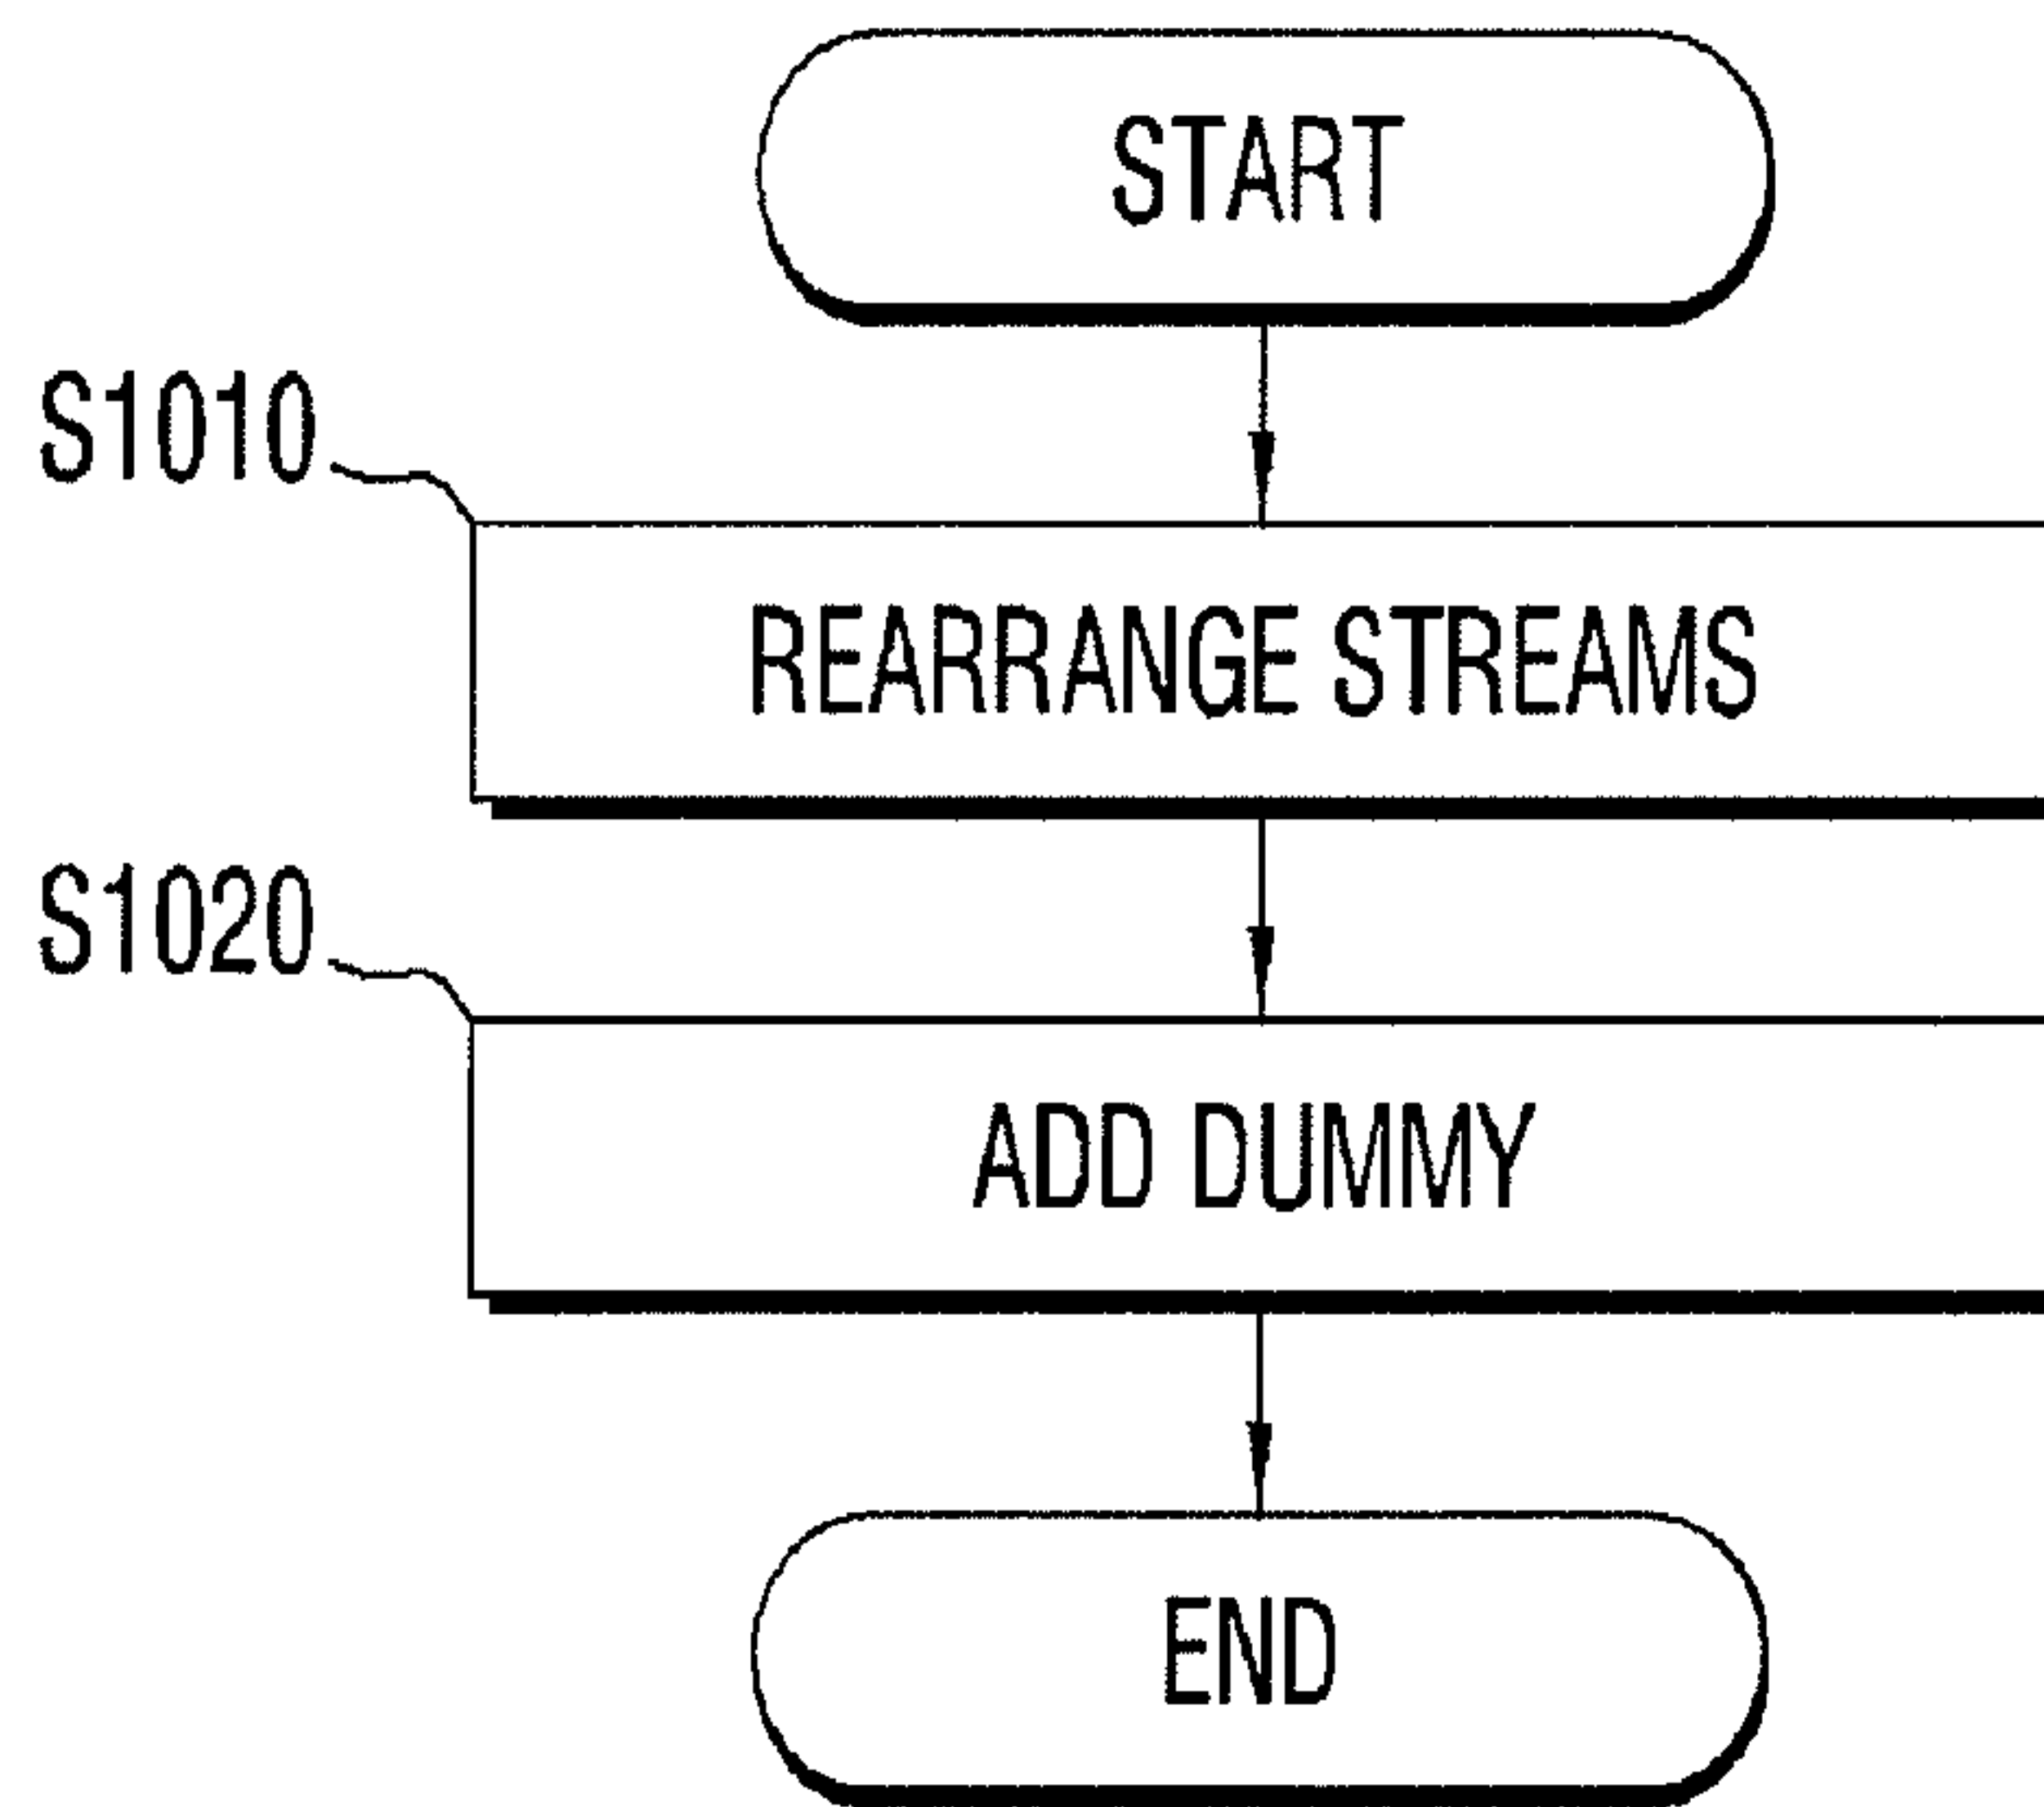 START
S1010
REARRANGE STREAMS
S1020
ADD DUMMY
END